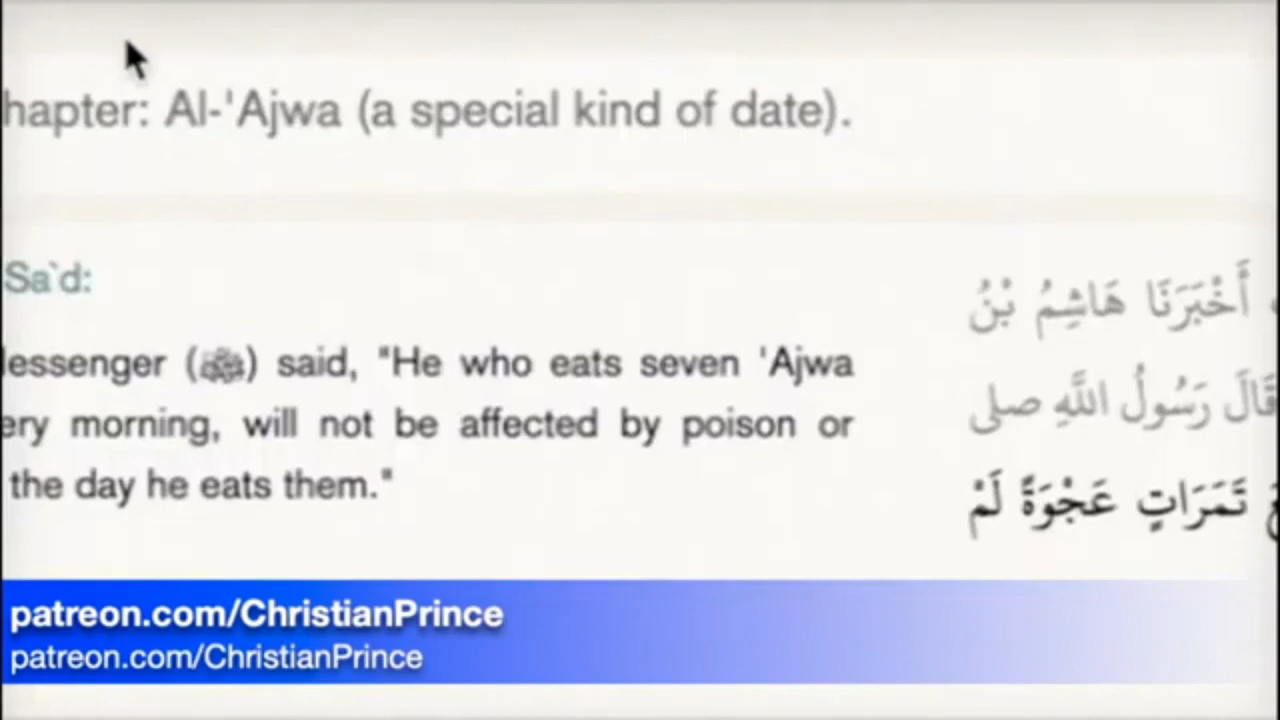 hapter: Al-'Ajwa (a special kind of date).
Sa`d:
أَخْبَرَنَا هَاشِمُ بْنُ
lessenger (ﷺ) said, "He who eats seven 'Ajwa
ery morning, will not be affected by poison or
قَالَ رَسُولُ اللَّهِ صلى
the day he eats them."
تَمَرَاتٍ عَجْوَةً لَمْ
patreon.com/ChristianPrince
patreon.com/ChristianPrince